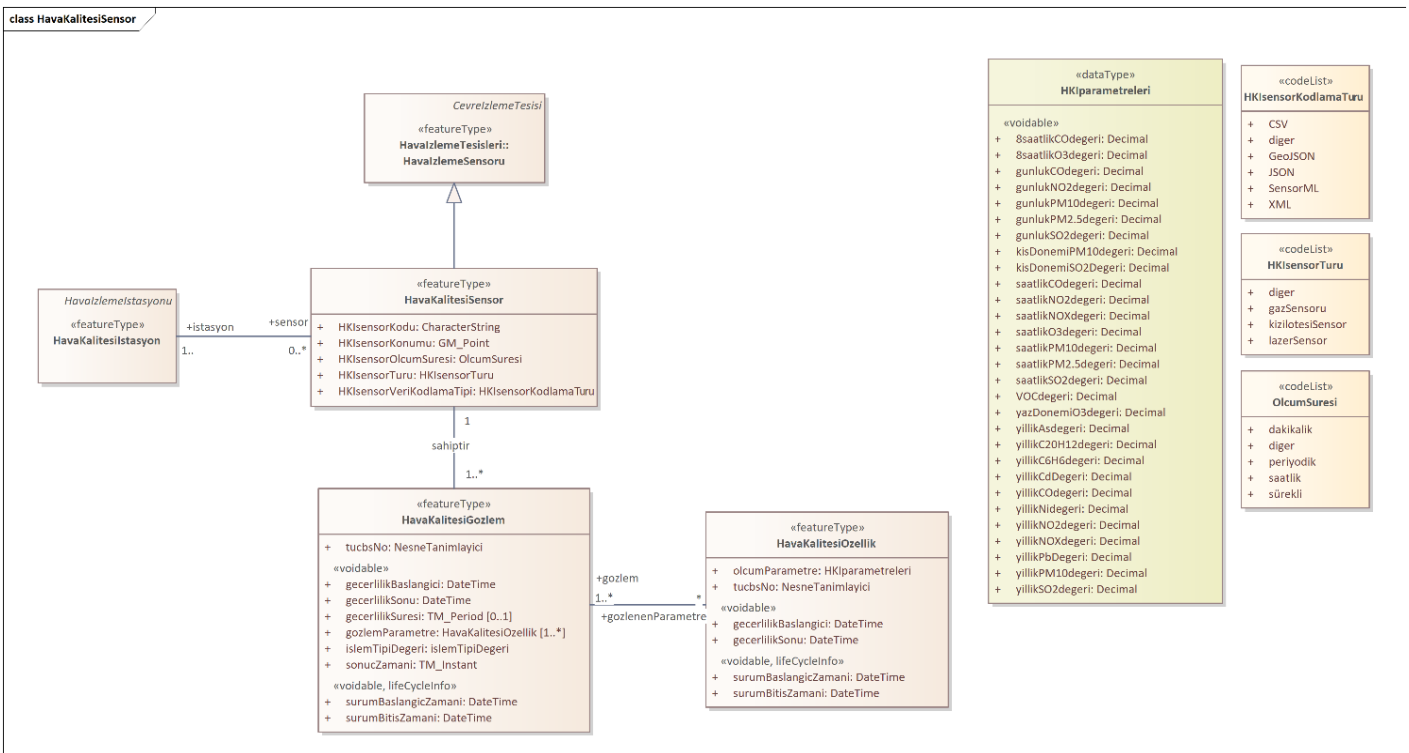 class HavaKalitesiSensor
CevreIzlemeTesisi
«featureType»
HavaIzlemeTesisleri::
HavaIzlemeSensoru
HavaIzlemeIstasyonu
«featureType»
HavaKalitesiIstasyon
+istasyon
1..
+sensor
0..*
«featureType»
HavaKalitesiSensor
+ HKIsensorKodu: CharacterString
+ HKIsensorKonumu: GM_Point
+ HKIsensorOlcumSuresi: OlcumSuresi
+ HKIsensorTuru: HKIsensorTuru
+ HKIsensorVeriKodlamaTipi: HKIsensorKodlamaTuru
1
sahiptir
1..*
«featureType»
HavaKalitesiGozlem
+ tucbsNo: NesneTanimlayici
«voidable»
+ gecerlilikBaslangici: DateTime
+ gecerlilikSonu: DateTime
+ gecerlilikSuresi: TM_Period [0..1]
+ gozlemParametre: HavaKalitesiOzellik [1..*]
+ islemTipiDegeri: islemTipiDegeri
+ sonucZamani: TM_Instant
«voidable, lifeCycleInfo»
+ surumBaslangicZamani: DateTime
+ surumBitisZamani: DateTime
+gozlem
1..*
*
+gozlenenParametre
«featureType»
HavaKalitesiOzellik
+ olcumParametre: HKIparametreleri
+ tucbsNo: NesneTanimlayici
«voidable»
+ gecerlilikBaslangici: DateTime
+ gecerlilikSonu: DateTime
«voidable, lifeCycleInfo»
+ surumBaslangicZamani: DateTime
+ surumBitisZamani: DateTime
«dataType»
HKIparametreleri
«voidable»
+ 8saatlikCOdegeri: Decimal
+ 8saatlikO3degeri: Decimal
+ gunlukCOdegeri: Decimal
+ gunlukNO2degeri: Decimal
+ gunlukPM10degeri: Decimal
+ gunlukPM2.5degeri: Decimal
+ gunlukSO2degeri: Decimal
+ kisDonemiPM10degeri: Decimal
+ kisDonemiSO2Degeri: Decimal
+ saatlikCOdegeri: Decimal
+ saatlikNO2degeri: Decimal
+ saatlikNOXdegeri: Decimal
+ saatlikO3degeri: Decimal
+ saatlikPM10degeri: Decimal
+ saatlikPM2.5degeri: Decimal
+ saatlikSO2degeri: Decimal
+ VOCdegeri: Decimal
+ yazDonemiO3degeri: Decimal
+ yillikAsdegeri: Decimal
+ yillikC20H12degeri: Decimal
+ yillikC6H6degeri: Decimal
+ yillikCdDegeri: Decimal
+ yillikCOdegeri: Decimal
+ yillikNidegeri: Decimal
+ yillikNO2degeri: Decimal
+ yillikNOXdegeri: Decimal
+ yillikPbDegeri: Decimal
+ yillikPM10degeri: Decimal
+ yillikSO2degeri: Decimal
«codeList»
HKIsensorKodlamaTuru
+ CSV
+ diger
+ GeoJSON
+ JSON
+ SensorML
+ XML
«codeList»
HKIsensorTuru
+ diger
+ gazSensoru
+ kizilotesiSensor
+ lazerSensor
«codeList»
OlcumSuresi
+ dakikalik
+ diger
+ periyodik
+ saatlik
+ sürekli